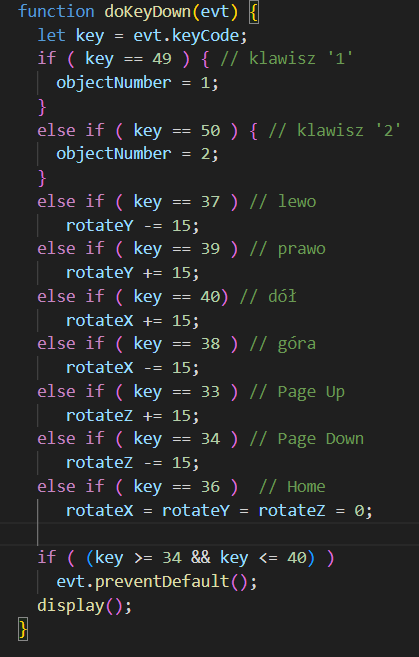 function doKeyDown(evt) {
let key = evt.keyCode;
if ( key == 49 ) { // klawisz '1'
objectNumber = 1;
}
else if ( key == 50 ) { // klawisz '2'
objectNumber = 2;
}
else if ( key == 37 ) // lewo
rotateY -= 15;
else if ( key == 39 ) // prawo
rotateY += 15;
else if ( key == 40) // dół
rotateX += 15;
else if ( key == 38 ) // góra
rotateX -= 15;
else if ( key == 33 ) // Page Up
rotateZ += 15;
else if ( key == 34 ) // Page Down
rotateZ -= 15;
else if ( key == 36 )  // Home
rotateX = rotateY = rotateZ = 0;
if ( (key >= 34 && key <= 40) )
evt.preventDefault();
display();
}